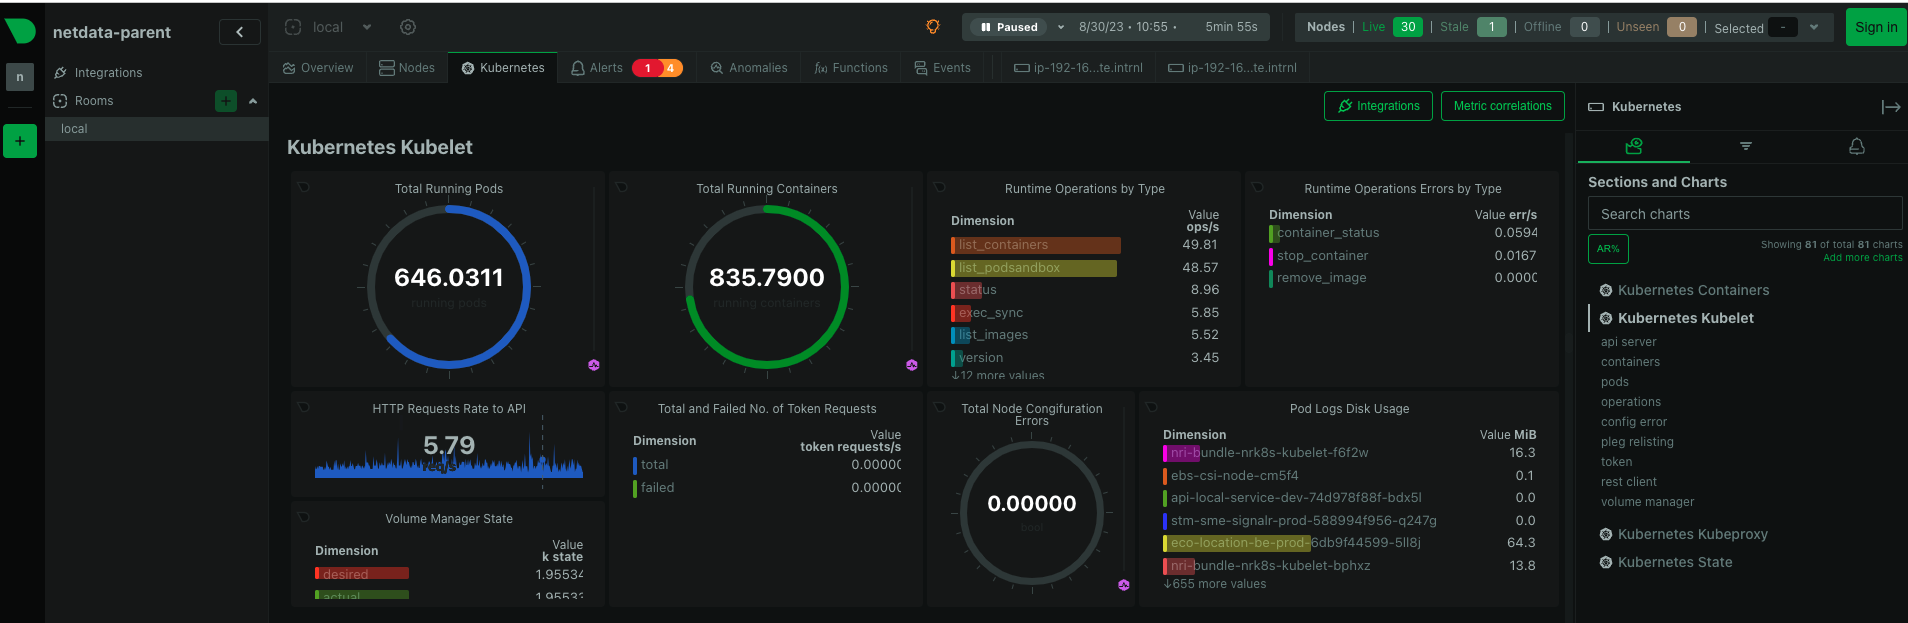 netdata-parent
n
Integrations
Rooms
local
+
local
Paused
8/30/23 • 10:55 •
5min 55s
Nodes | Live 30 | Stale 1 | Offline 0 | Unseen 0 | Selected -
Sign in
Overview
Nodes
Kubernetes
Alerts 1 4
Anomalies
Functions
Events
ip-192-16...te.intrnl
ip-192-16...te.intrnl
Integrations
Metric correlations
Kubernetes Kubelet
Total Running Pods
646.0311
running pods
Total Running Containers
835.7900
running containers
Runtime Operations by Type
Dimension Value ops/s
list_containers 49.81
list_podsandbox 48.57
status 8.96
exec_sync 5.85
list_images 5.52
version 3.45
↓12 more values
Runtime Operations Errors by Type
Dimension Value err/s
container_status 0.0594
stop_container 0.0167
remove_image 0.000
HTTP Requests Rate to API
5.79
Total and Failed No. of Token Requests
Dimension Value token requests/s
total 0.0000
failed 0.0000
Total Node Congifuration Errors
0.00000
bool
Pod Logs Disk Usage
Dimension Value MiB
nri-bundle-nrk8s-kubelet-f6f2w 16.3
ebs-csi-node-cm5f4 0.1
api-local-service-dev-74d978f88f-bdx5l 0.0
stm-sme-signalr-prod-588994f956-q247g 0.0
eco-location-be-prod-6db9f44599-5ll8j 64.3
nri-bundle-nrk8s-kubelet-bphxz 13.8
↓655 more values
Volume Manager State
Dimension Value k state
desired 1.95534
actual 1.9553
Kubernetes
Sections and Charts
Search charts
AR%
Showing 81 of total 81 charts
Add more charts
Kubernetes Containers
Kubernetes Kubelet
api server
containers
pods
operations
config error
pleg relisting
token
rest client
volume manager
Kubernetes Kubeproxy
Kubernetes State